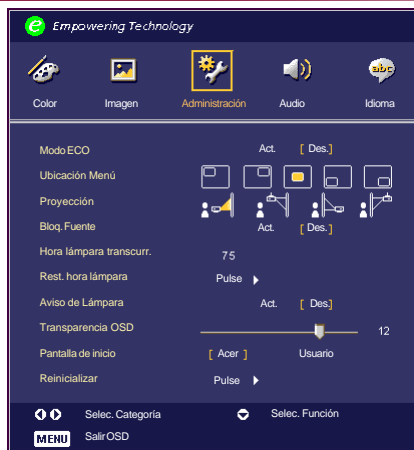 e Empowering Technology
Color Imagen Administración Audio Idioma
abc
Modo ECO Act. [ Des.]
Ubicación Menú
Proyección
Bloq. Fuente Act. [ Des.]
Hora lámpara transcurr. 75
Rest. hora lámpara Pulse
Aviso de Lámpara Act. [ Des.]
Transparencia OSD 12
Pantalla de inicio [ Acer ] Usuario
Reinicializar Pulse
Selec. Categoría Selec. Función
MENU Salir OSD